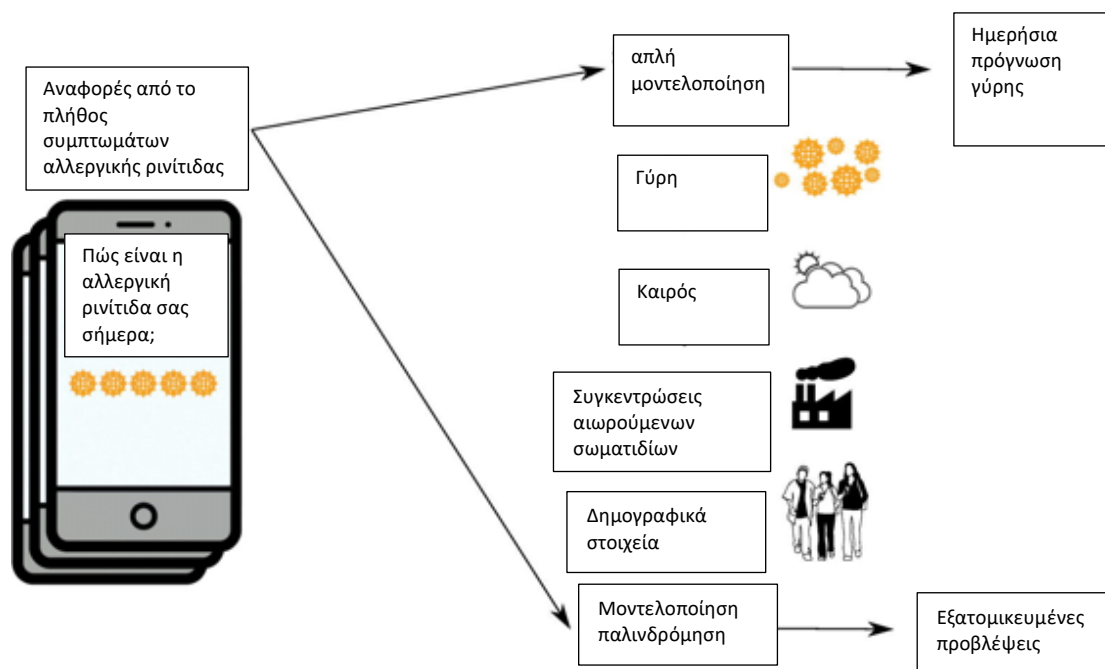 Αναφορές από το
πλήθος
συμπτωμάτων
αλλεργικής ρινίτιδας
Πώς είναι η
αλλεργική
ρινίτιδα σας
σήμερα;
απλή
μοντελοποίηση
Ημερήσια
πρόγνωση
γύρης
Γύρη
Καιρός
Συγκεντρώσεις
αιωρούμενων
σωματιδίων
Δημογραφικά
στοιχεία
Μοντελοποίηση
παλινδρόμηση
Εξατομικευμένες
προβλέψεις